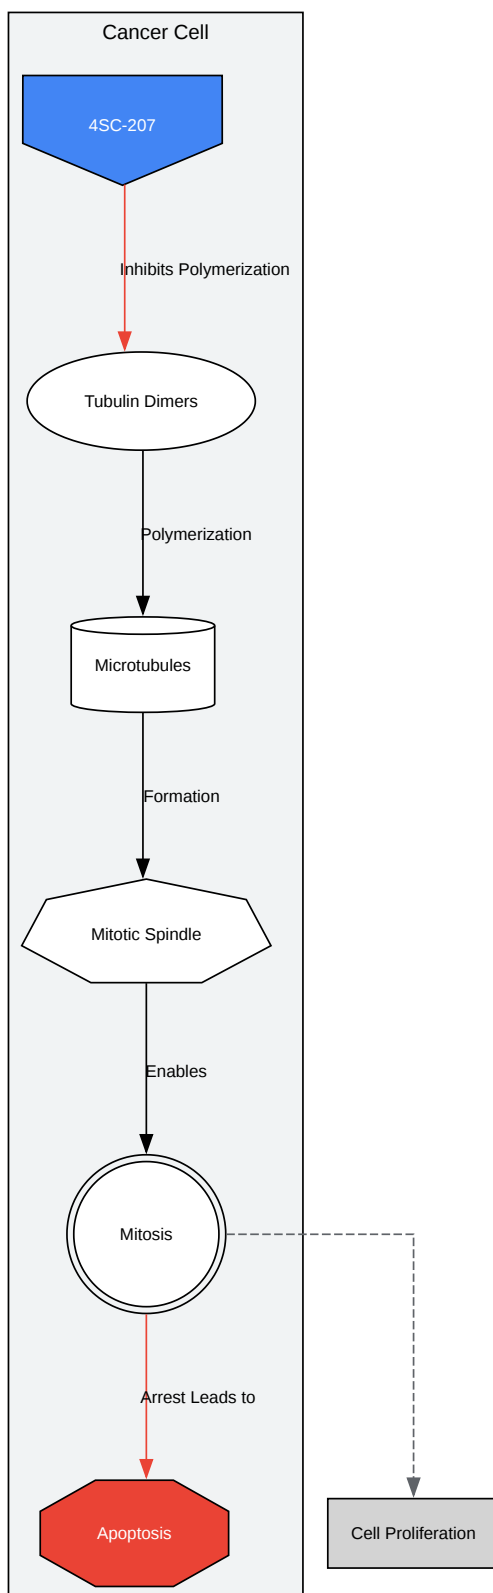 Cancer Cell
4SC-207
Inhibits Polymerization
Tubulin Dimers
Polymerization
Microtubules
Formation
Mitotic Spindle
Enables
Mitosis
Arrest Leads to
Apoptosis
Cell Proliferation